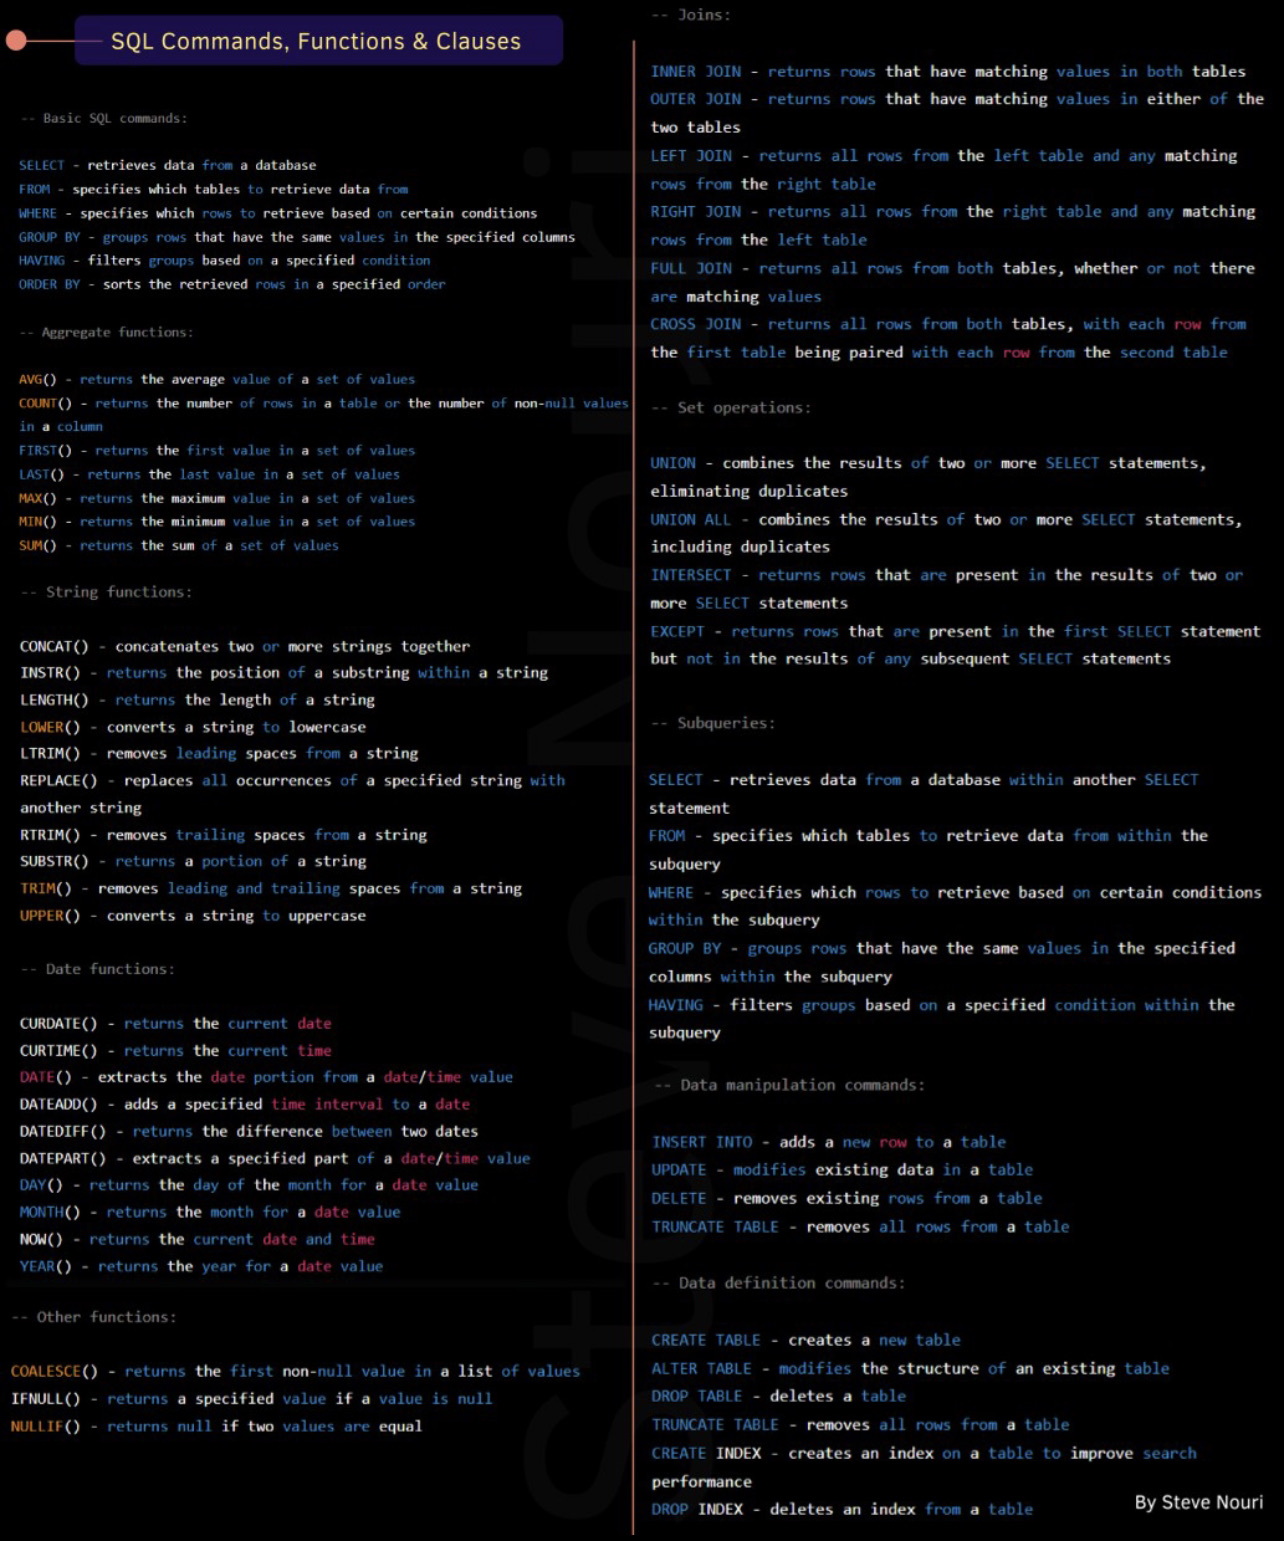 SQL Commands, Functions & Clauses
-- Basic SQL commands:
SELECT - retrieves data from a database
FROM - specifies which tables to retrieve data from
WHERE - specifies which rows to retrieve based on certain conditions
GROUP BY - groups rows that have the same values in the specified columns
HAVING - filters groups based on a specified condition
ORDER BY - sorts the retrieved rows in a specified order
-- Aggregate functions:
AVG() - returns the average value of a set of values
COUNT() - returns the number of rows in a table or the number of non-null values
in a column
FIRST() - returns the first value in a set of values
LAST() - returns the last value in a set of values
MAX() - returns the maximum value in a set of values
MIN() - returns the minimum value in a set of values
SUM() - returns the sum of a set of values
-- String functions:
CONCAT() - concatenates two or more strings together
INSTR() - returns the position of a substring within a string
LENGTH() - returns the length of a string
LOWER() - converts a string to lowercase
LTRIM() - removes leading spaces from a string
REPLACE() - replaces all occurrences of a specified string with
another string
RTRIM() - removes trailing spaces from a string
SUBSTR() - returns a portion of a string
TRIM() - removes leading and trailing spaces from a string
UPPER() - converts a string to uppercase
-- Date functions:
CURDATE() - returns the current date
CURTIME() - returns the current time
DATE() - extracts the date portion from a date/time value
DATEADD() - adds a specified time interval to a date
DATEDIFF() - returns the difference between two dates
DATEPART() - extracts a specified part of a date/time value
DAY() - returns the day of the month for a date value
MONTH() - returns the month for a date value
NOW() - returns the current date and time
YEAR() - returns the year for a date value
-- Other functions:
COALESCE() - returns the first non-null value in a list of values
IFNULL() - returns a specified value if a value is null
NULLIF() - returns null if two values are equal
-- Joins:
INNER JOIN - returns rows that have matching values in both tables
OUTER JOIN - returns rows that have matching values in either of the
two tables
LEFT JOIN - returns all rows from the left table and any matching
rows from the right table
RIGHT JOIN - returns all rows from the right table and any matching
rows from the left table
FULL JOIN - returns all rows from both tables, whether or not there
are matching values
CROSS JOIN - returns all rows from both tables, with each row from
the first table being paired with each row from the second table
-- Set operations:
UNION - combines the results of two or more SELECT statements,
eliminating duplicates
UNION ALL - combines the results of two or more SELECT statements,
including duplicates
INTERSECT - returns rows that are present in the results of two or
more SELECT statements
EXCEPT - returns rows that are present in the first SELECT statement
but not in the results of any subsequent SELECT statements
-- Subqueries:
SELECT - retrieves data from a database within another SELECT
statement
FROM - specifies which tables to retrieve data from within the
subquery
WHERE - specifies which rows to retrieve based on certain conditions
within the subquery
GROUP BY - groups rows that have the same values in the specified
columns within the subquery
HAVING - filters groups based on a specified condition within the
subquery
-- Data manipulation commands:
INSERT INTO - adds a new row to a table
UPDATE - modifies existing data in a table
DELETE - removes existing rows from a table
TRUNCATE TABLE - removes all rows from a table
-- Data definition commands:
CREATE TABLE - creates a new table
ALTER TABLE - modifies the structure of an existing table
DROP TABLE - deletes a table
TRUNCATE TABLE - removes all rows from a table
CREATE INDEX - creates an index on a table to improve search
performance
DROP INDEX - deletes an index from a table
By Steve Nouri
Steve Nouri